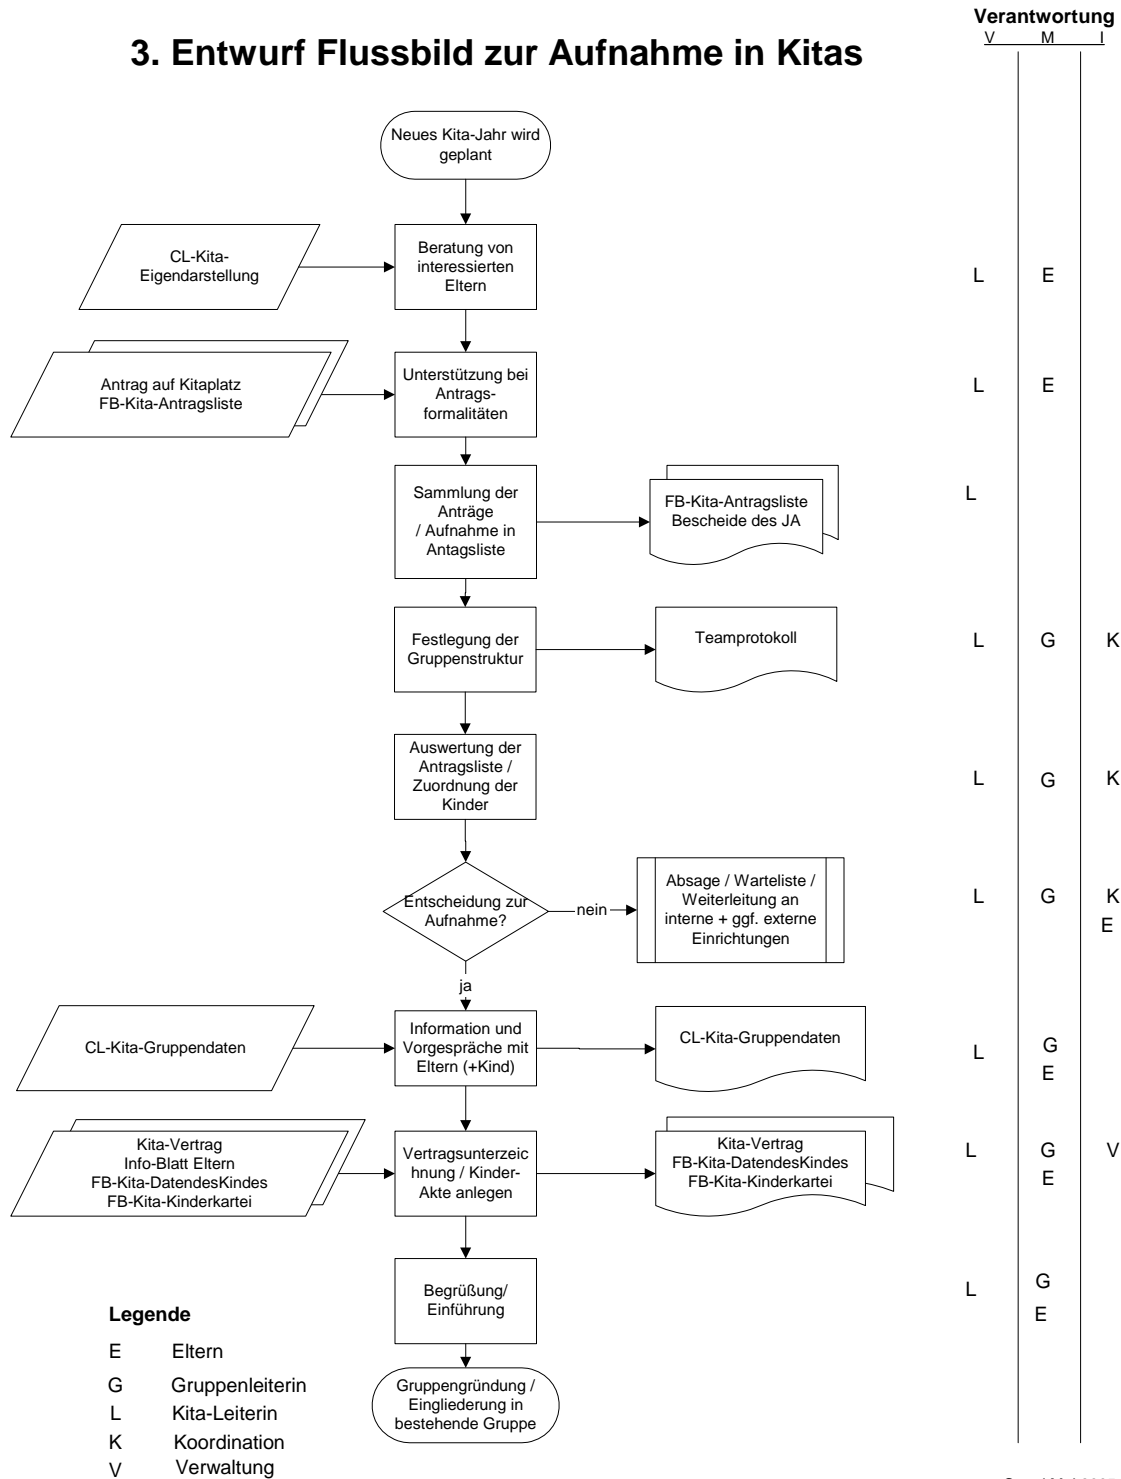 Verantwortung
V M I
3. Entwurf Flussbild zur Aufnahme in Kitas
Neues Kita-Jahr wird
geplant
CL-Kita-
Eigendarstellung
Beratung von
interessierten
Eltern
L E
Antrag auf Kitaplatz
FB-Kita-Antragsliste
Unterstützung bei
Antrags-
formalitäten
L E
Sammlung der
Anträge
/ Aufnahme in
Antagsliste
FB-Kita-Antragsliste
Bescheide des JA
L
Festlegung der
Gruppenstruktur
Teamprotokoll
L G K
Auswertung der
Antragsliste /
Zuordnung der
Kinder
L G K
Entscheidung zur
Aufnahme?
nein
Absage / Warteliste /
Weiterleitung an
interne + ggf. externe
Einrichtungen
L G K
E
ja
CL-Kita-Gruppendaten
Information und
Vorgespräche mit
Eltern (+Kind)
CL-Kita-Gruppendaten
L G
E
Kita-Vertrag
Info-Blatt Eltern
FB-Kita-DatendesKindes
FB-Kita-Kinderkartei
Vertragsunterzeic
hnung / Kinder-
Akte anlegen
Kita-Vertrag
FB-Kita-DatendesKindes
FB-Kita-Kinderkartei
L G V
E
Begrüßung/
Einführung
L G
E
Gruppengründung /
Eingliederung in
bestehende Gruppe
Legende
E Eltern
G Gruppenleiterin
L Kita-Leiterin
K Koordination
V Verwaltung